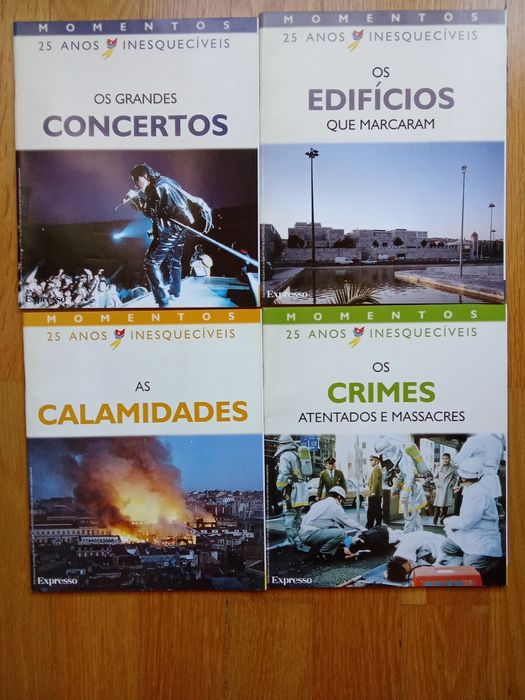 MOMENTOS
25 ANOS INESQUECÍVEIS
OS GRANDES
CONCERTOS
Expresso
MOMENTOS
25 ANOS INESQUECÍVEIS
OS
EDIFÍCIOS
QUE MARCARAM
Expresso
MOMENTOS
25 ANOS INESQUECÍVEIS
AS
CALAMIDADES
Expresso
MOMENTOS
25 ANOS INESQUECÍVEIS
OS
CRIMES
ATENTADOS E MASSACRES
Expresso